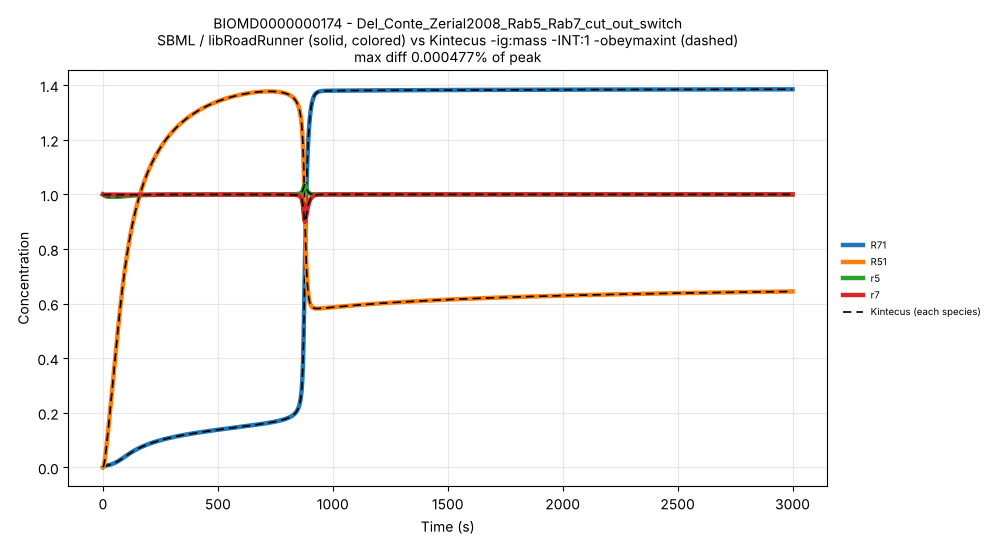 BIOMD0000000174 - Del_Conte_Zerial2008_Rab5_Rab7_cut_out_switch
SBML / libRoadRunner (solid, colored) vs Kintecus -ig:mass -INT:1 -obeymaxint (dashed)
max diff 0.000477% of peak
1.4
1.2
1.0
0.8
0.6
0.4
0.2
0.0
Concentration
0 500 1000 1500 2000 2500 3000
Time (s)
R71
R51
r5
r7
Kintecus (each species)